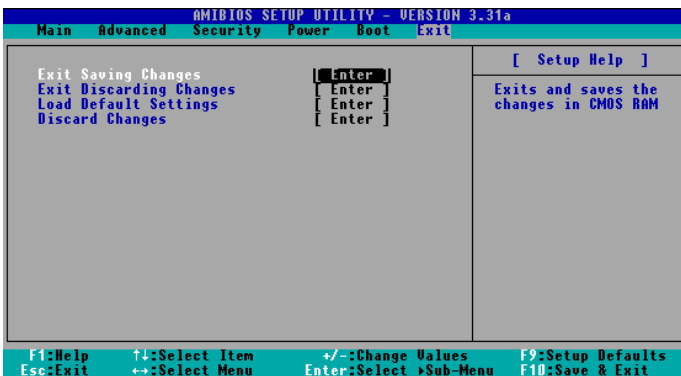 AMIBIOS SETUP UTILITY – VERSION 3.31a
Main Advanced Security Power Boot Exit
[ Setup Help ]
Exit Saving Changes [ Enter ]
Exit Discarding Changes [ Enter ]
Load Default Settings [ Enter ]
Discard Changes [ Enter ]
Exits and saves the
changes in CMOS RAM
F1:Help ↑↓:Select Item +/-:Change Values F9:Setup Defaults
Esc:Exit ↔:Select Menu Enter:Select ▸Sub-Menu F10:Save & Exit